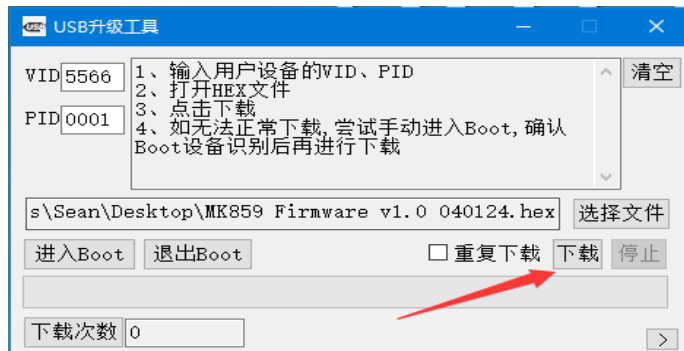 USB升级工具
VID 5566
PID 0001
1、输入用户设备的VID、PID
2、打开HEX文件
3、点击下载
4、如无法正常下载,尝试手动进入Boot,确认
Boot设备识别后再进行下载
清空
s\Sean\Desktop\MK859 Firmware v1.0 040124.hex 选择文件
进入Boot 退出Boot 重复下载 下载 停止
下载次数 0
>